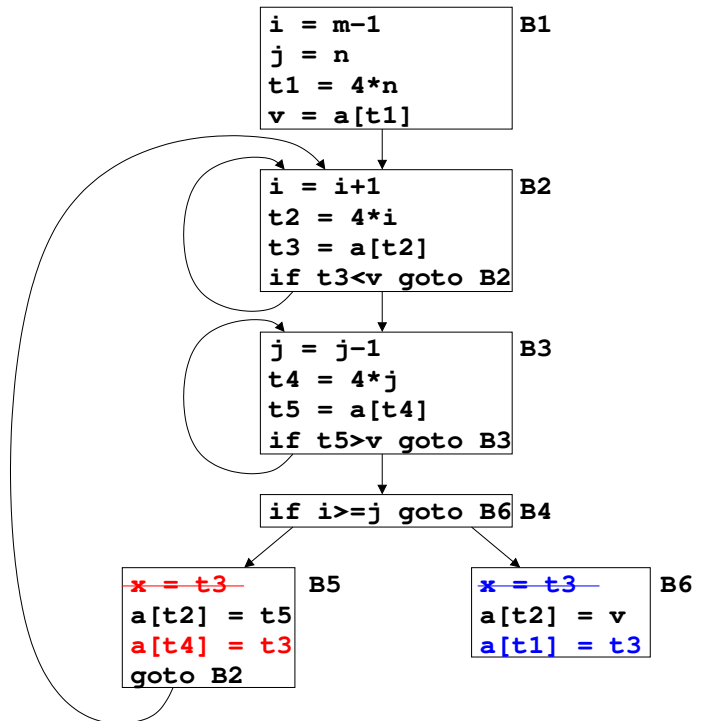 i = m-1 B1
j = n
t1 = 4*n
v = a[t1]
i = i+1 B2
t2 = 4*i
t3 = a[t2]
if t3<v goto B2
j = j-1 B3
t4 = 4*j
t5 = a[t4]
if t5>v goto B3
if i>=j goto B6 B4
x = t3 B5
a[t2] = t5
a[t4] = t3
goto B2
x = t3 B6
a[t2] = v
a[t1] = t3